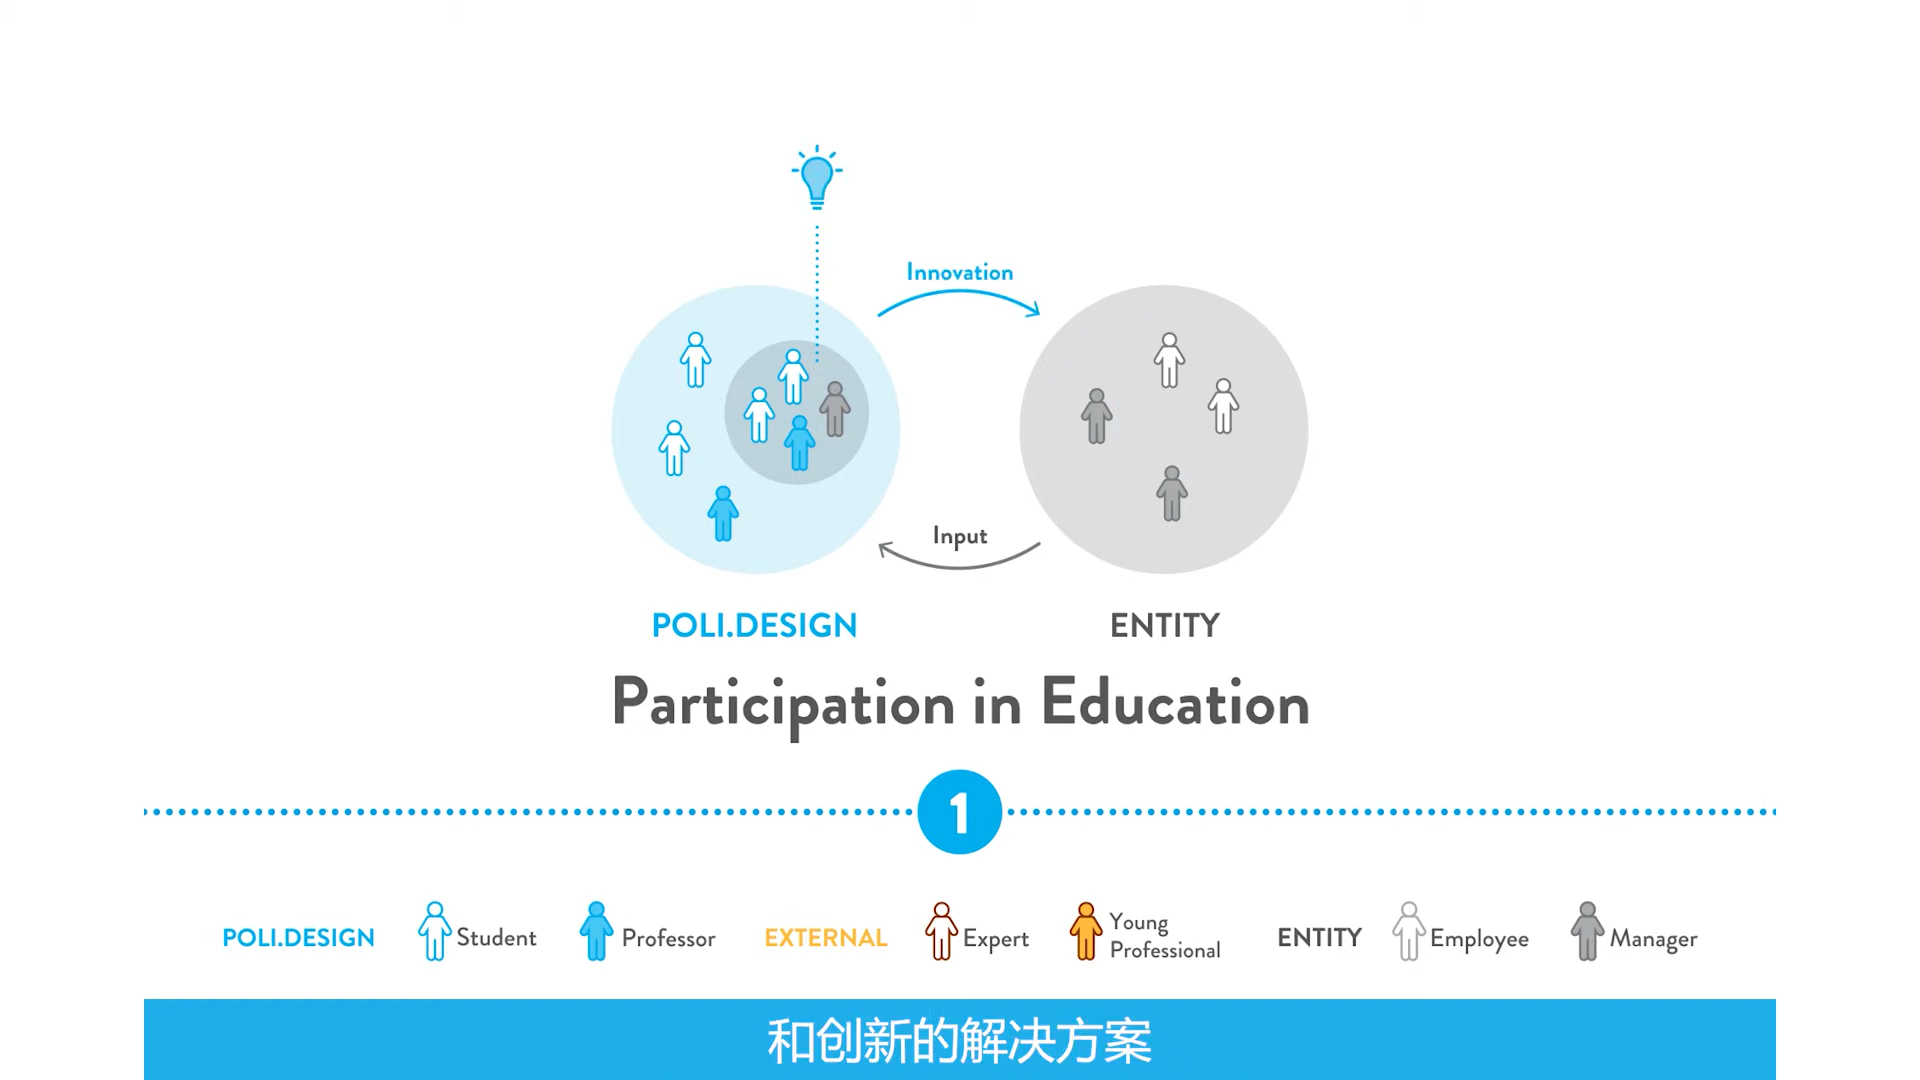 Innovation
Input
POLI.DESIGN
ENTITY
Participation in Education
1
POLI.DESIGN
Student
Professor
EXTERNAL
Expert
Young
Professional
ENTITY
Employee
Manager
和创新的解决方案